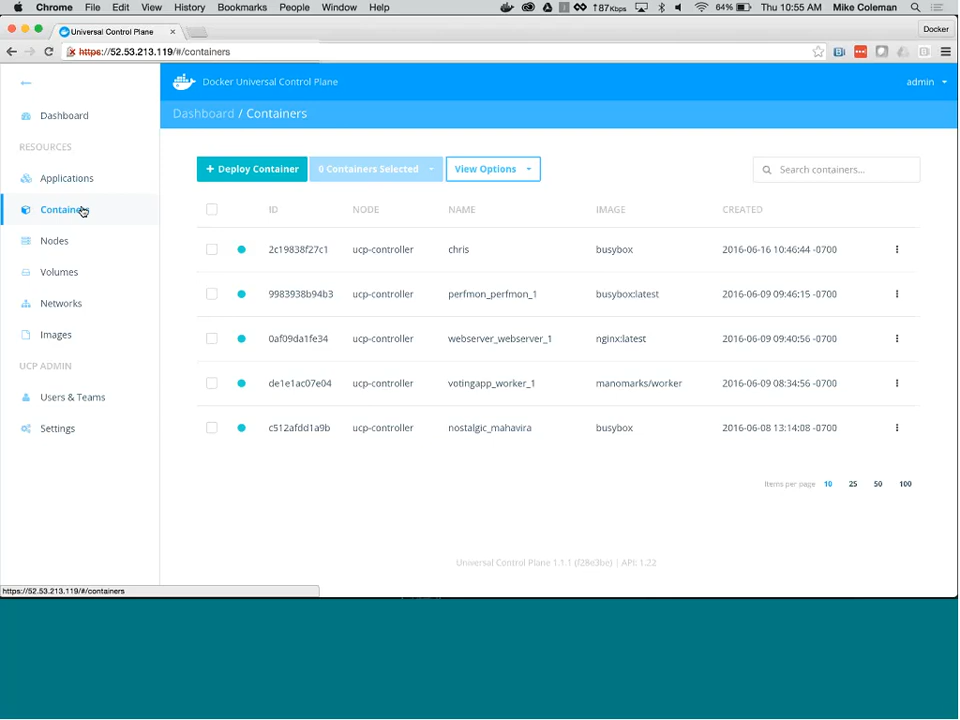 Chrome File Edit View History Bookmarks People Window Help 187Kbps 64% Thu 10:55 AM Mike Coleman
Universal Control Plane Docker
https://52.53.213.119/#/containers
Docker Universal Control Plane admin
Dashboard / Containers
Dashboard
RESOURCES
Applications
Containers
Nodes
Volumes
Networks
Images
UCP ADMIN
Users & Teams
Settings
+ Deploy Container 0 Containers Selected View Options Search containers...
ID NODE NAME IMAGE CREATED
2c19838f27c1 ucp-controller chris busybox 2016-06-16 10:46:44 -0700
9983938b94b3 ucp-controller perfmon_perfmon_1 busybox:latest 2016-06-09 09:46:15 -0700
0af09da1fe34 ucp-controller webserver_webserver_1 nginx:latest 2016-06-09 09:40:56 -0700
de1e1ac07e04 ucp-controller votingapp_worker_1 manomarks/worker 2016-06-09 08:34:56 -0700
c512afdd1a9b ucp-controller nostalgic_mahavira busybox 2016-06-08 13:14:08 -0700
Items per page 10 25 50 100
Universal Control Plane 1.1.1 (f28e3be) | API: 1.22
https://52.53.213.119/#/containers